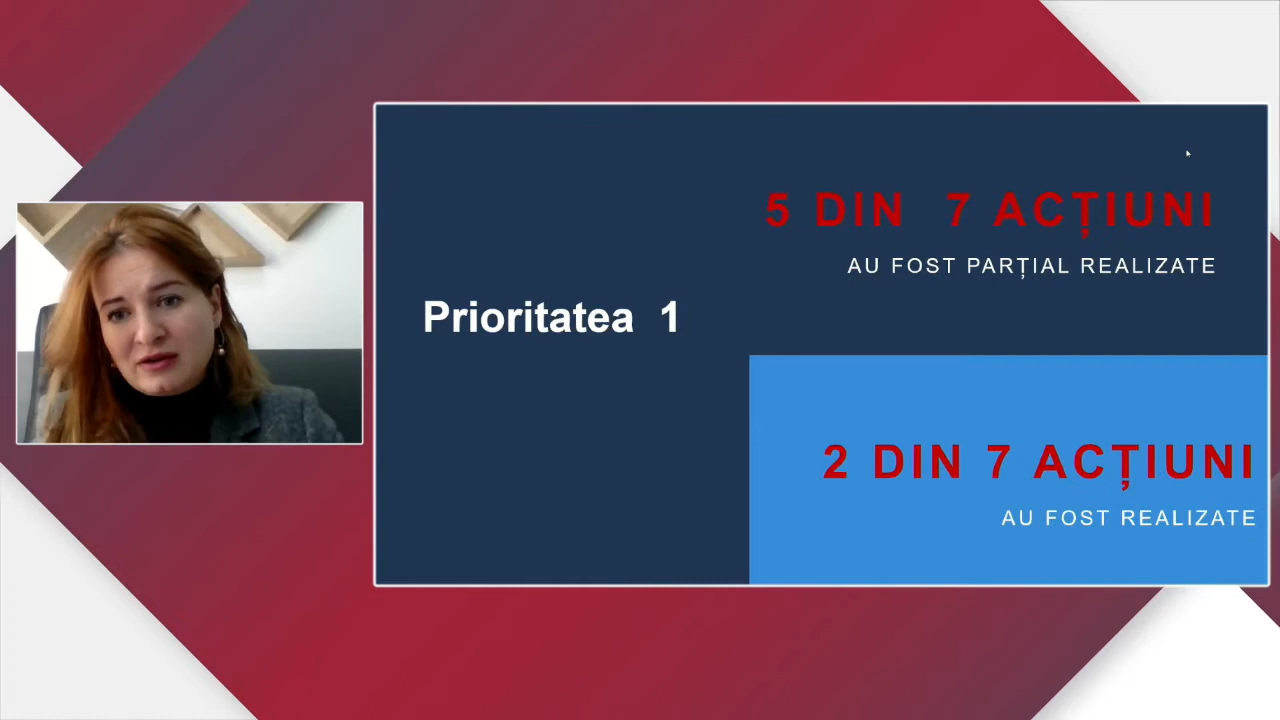 5 DIN 7 ACȚIUNI
AU FOST PARȚIAL REALIZATE
Prioritatea 1
2 DIN 7 ACȚIUNI
AU FOST REALIZATE